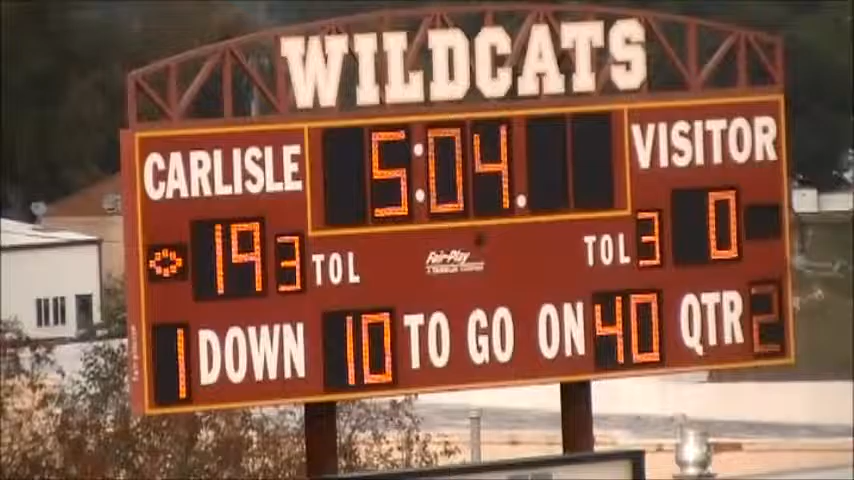 WILDCATS
CARLISLE 5:04. VISITOR
19 3 TOL Fair-Play TOL 3 0
1 DOWN 10 TO GO ON 40 QTR 2